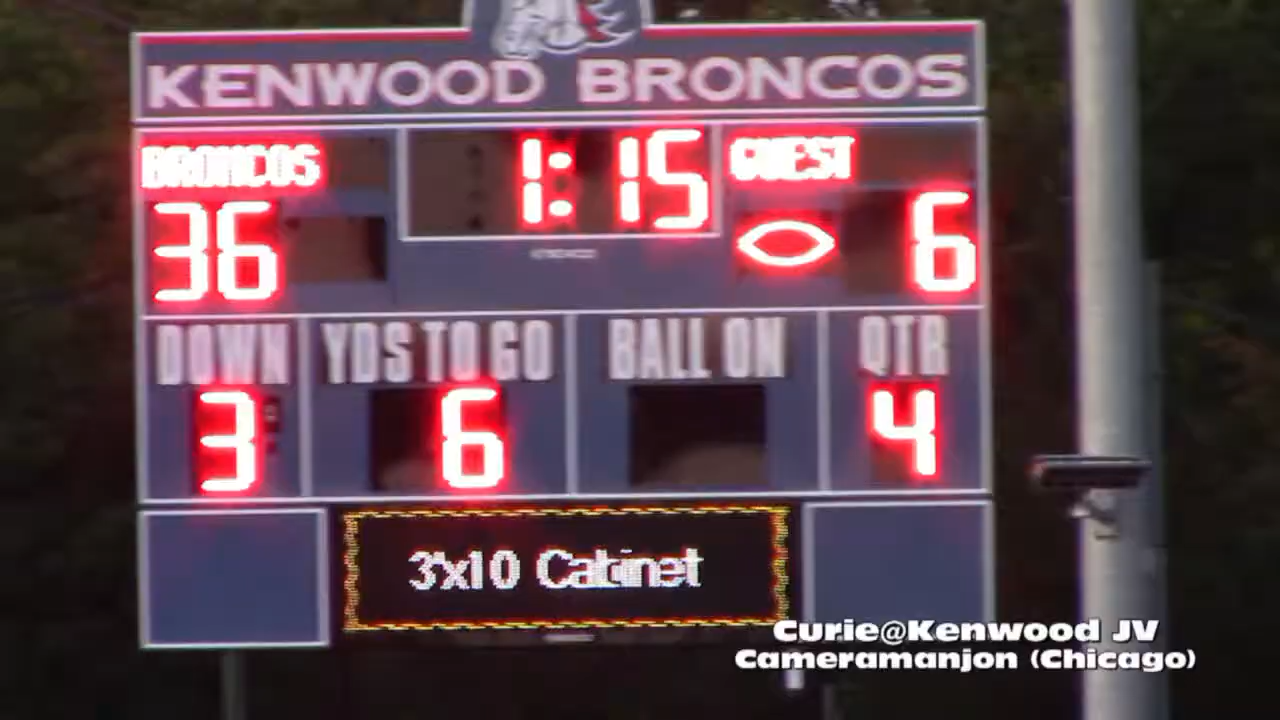 KENWOOD BRONCOS
BRONCOS 1:15 GUEST
36 6
DOWN YDS TO GO BALL ON QTR
3 6 4
3'x10 Cabinet
Curie@Kenwood JV
Cameramanjon (Chicago)